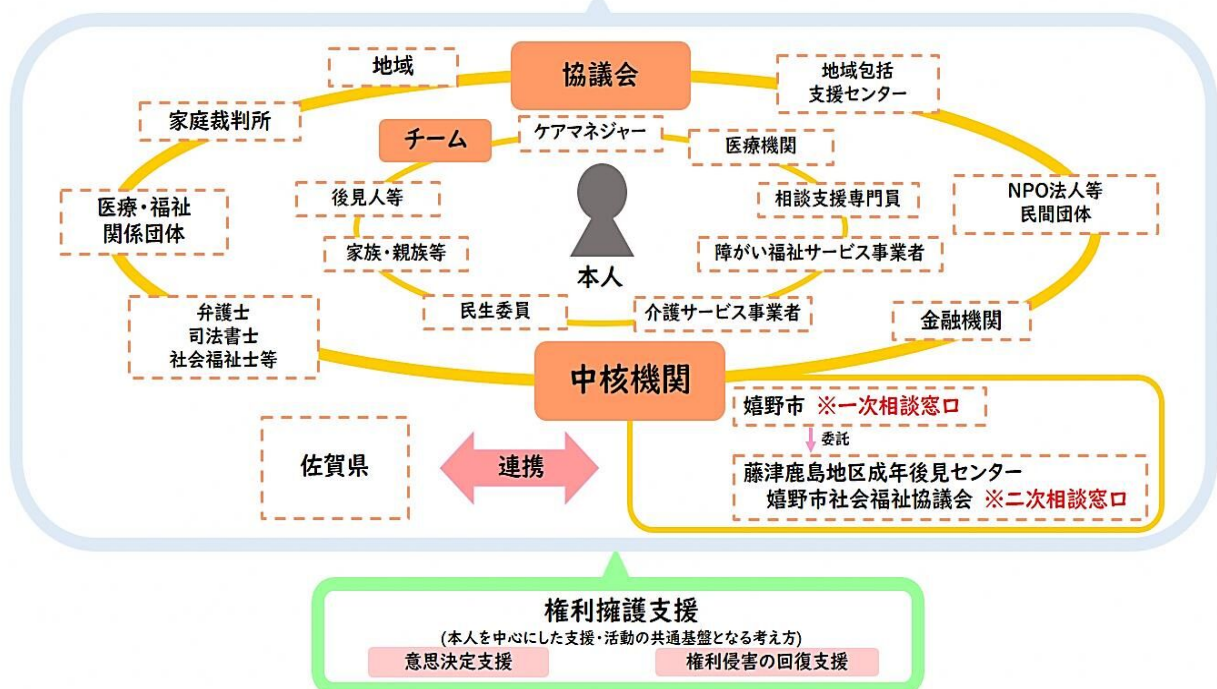 協議会
地域
地域包括
支援センター
家庭裁判所
チーム
ケアマネジャー
医療機関
医療・福祉
関係団体
後見人等
相談支援専門員
NPO法人等
民間団体
家族・親族等
本人
障がい福祉サービス事業者
弁護士
司法書士
社会福祉士等
民生委員
介護サービス事業者
金融機関
中核機関
嬉野市 ※一次相談窓口
委託
佐賀県
連携
藤津鹿島地区成年後見センター
嬉野市社会福祉協議会 ※二次相談窓口
権利擁護支援
(本人を中心にした支援・活動の共通基盤となる考え方)
意思決定支援
権利侵害の回復支援